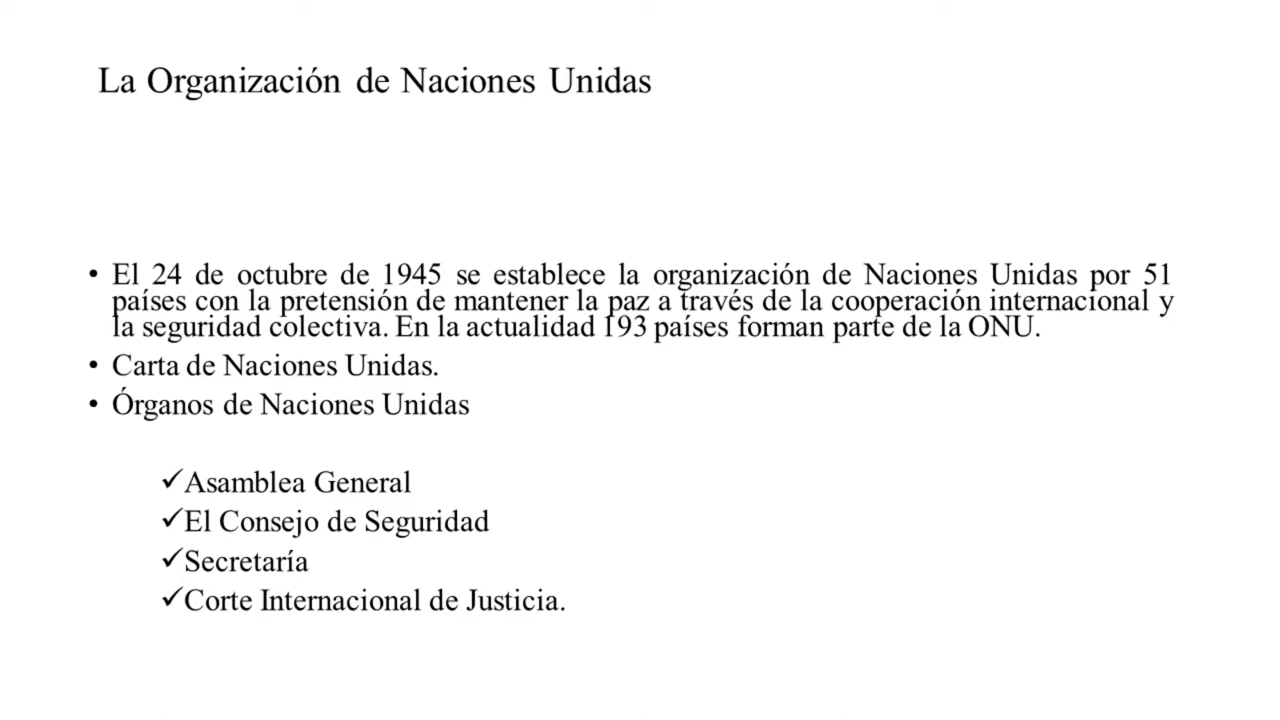 La Organización de Naciones Unidas
• El 24 de octubre de 1945 se establece la organización de Naciones Unidas por 51
países con la pretensión de mantener la paz a través de la cooperación internacional y
la seguridad colectiva. En la actualidad 193 países forman parte de la ONU.
• Carta de Naciones Unidas.
• Órganos de Naciones Unidas
✓Asamblea General
✓El Consejo de Seguridad
✓Secretaría
✓Corte Internacional de Justicia.